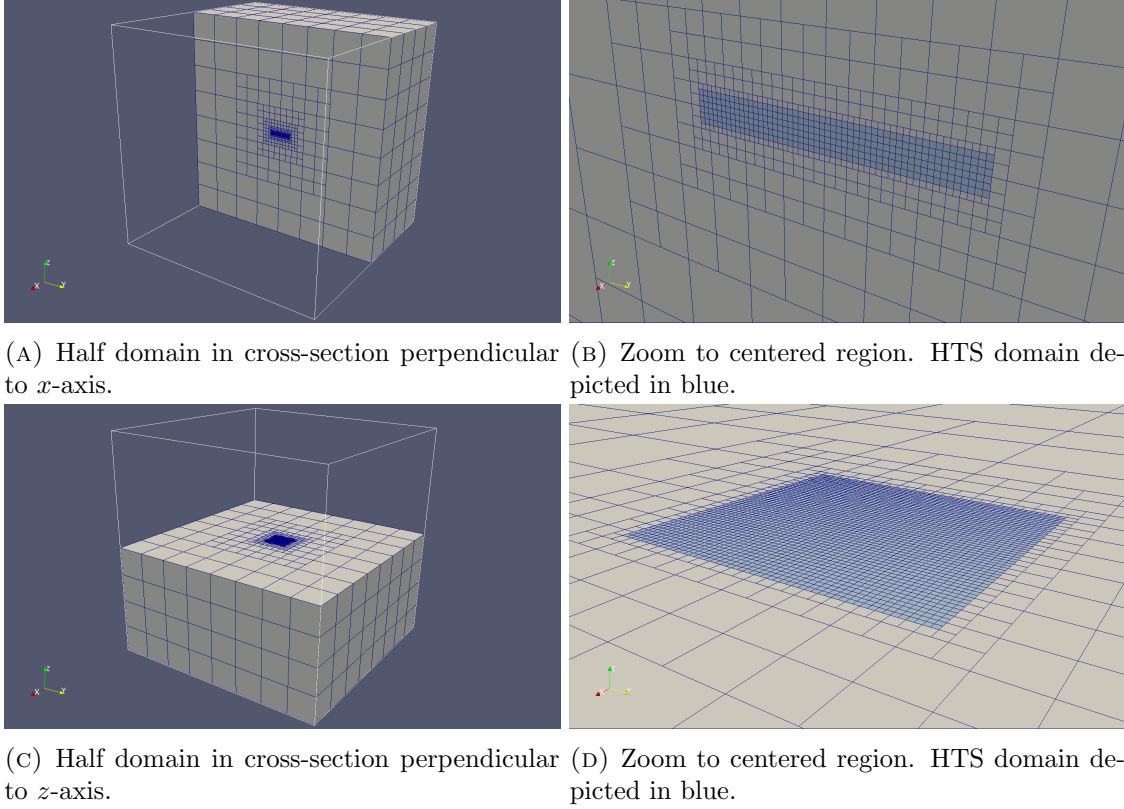 Z
X
Y
Z
X
Y
(A) Half domain in cross-section perpendicular
to x-axis.
(B) Zoom to centered region. HTS domain de-
picted in blue.
Z
X
Y
Z
X
Y
(C) Half domain in cross-section perpendicular
to z-axis.
(D) Zoom to centered region. HTS domain de-
picted in blue.